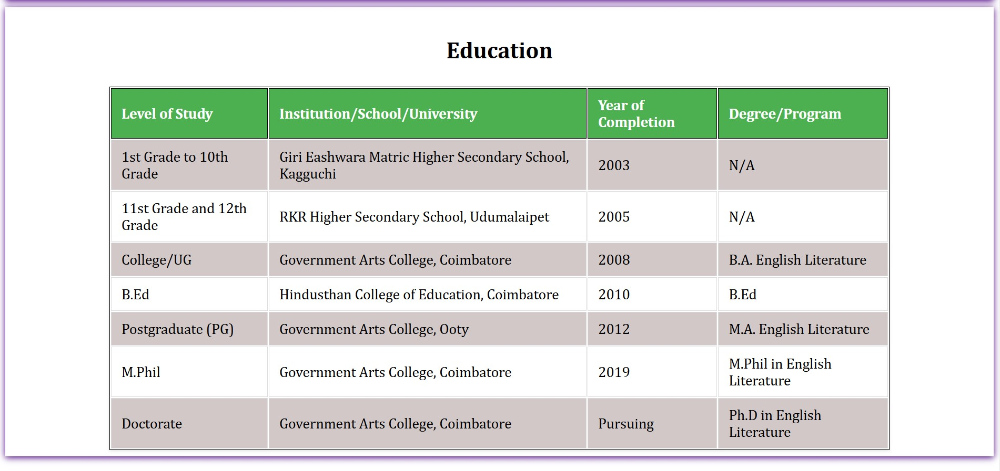 Education
Level of Study
Institution/School/University
Year of
Completion
Degree/Program
1st Grade to 10th
Grade
Giri Eashwara Matric Higher Secondary School,
Kagguchi
2003
N/A
11st Grade and 12th
Grade
RKR Higher Secondary School, Udumalaipet
2005
N/A
College/UG
Government Arts College, Coimbatore
2008
B.A. English Literature
B.Ed
Hindusthan College of Education, Coimbatore
2010
B.Ed
Postgraduate (PG)
Government Arts College, Ooty
2012
M.A. English Literature
M.Phil
Government Arts College, Coimbatore
2019
M.Phil in English
Literature
Doctorate
Government Arts College, Coimbatore
Pursuing
Ph.D in English
Literature